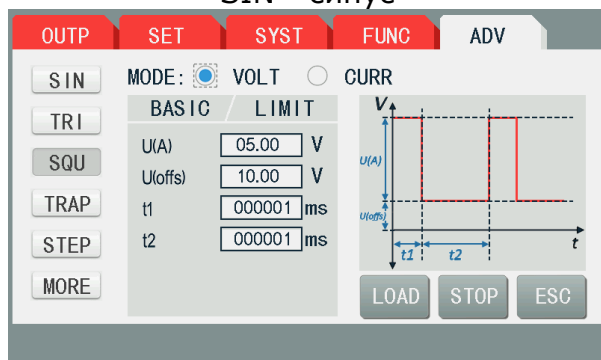 SIN – синус
OUTP SET SYST FUNC ADV
SIN MODE: VOLT CURR
TRI BASIC / LIMIT
SQU U(A) 05.00 V
U(offs) 10.00 V
TRAP t1 000001 ms
STEP t2 000001 ms
MORE
V
U(A)
U(offs)
t1 t2 t
LOAD STOP ESC